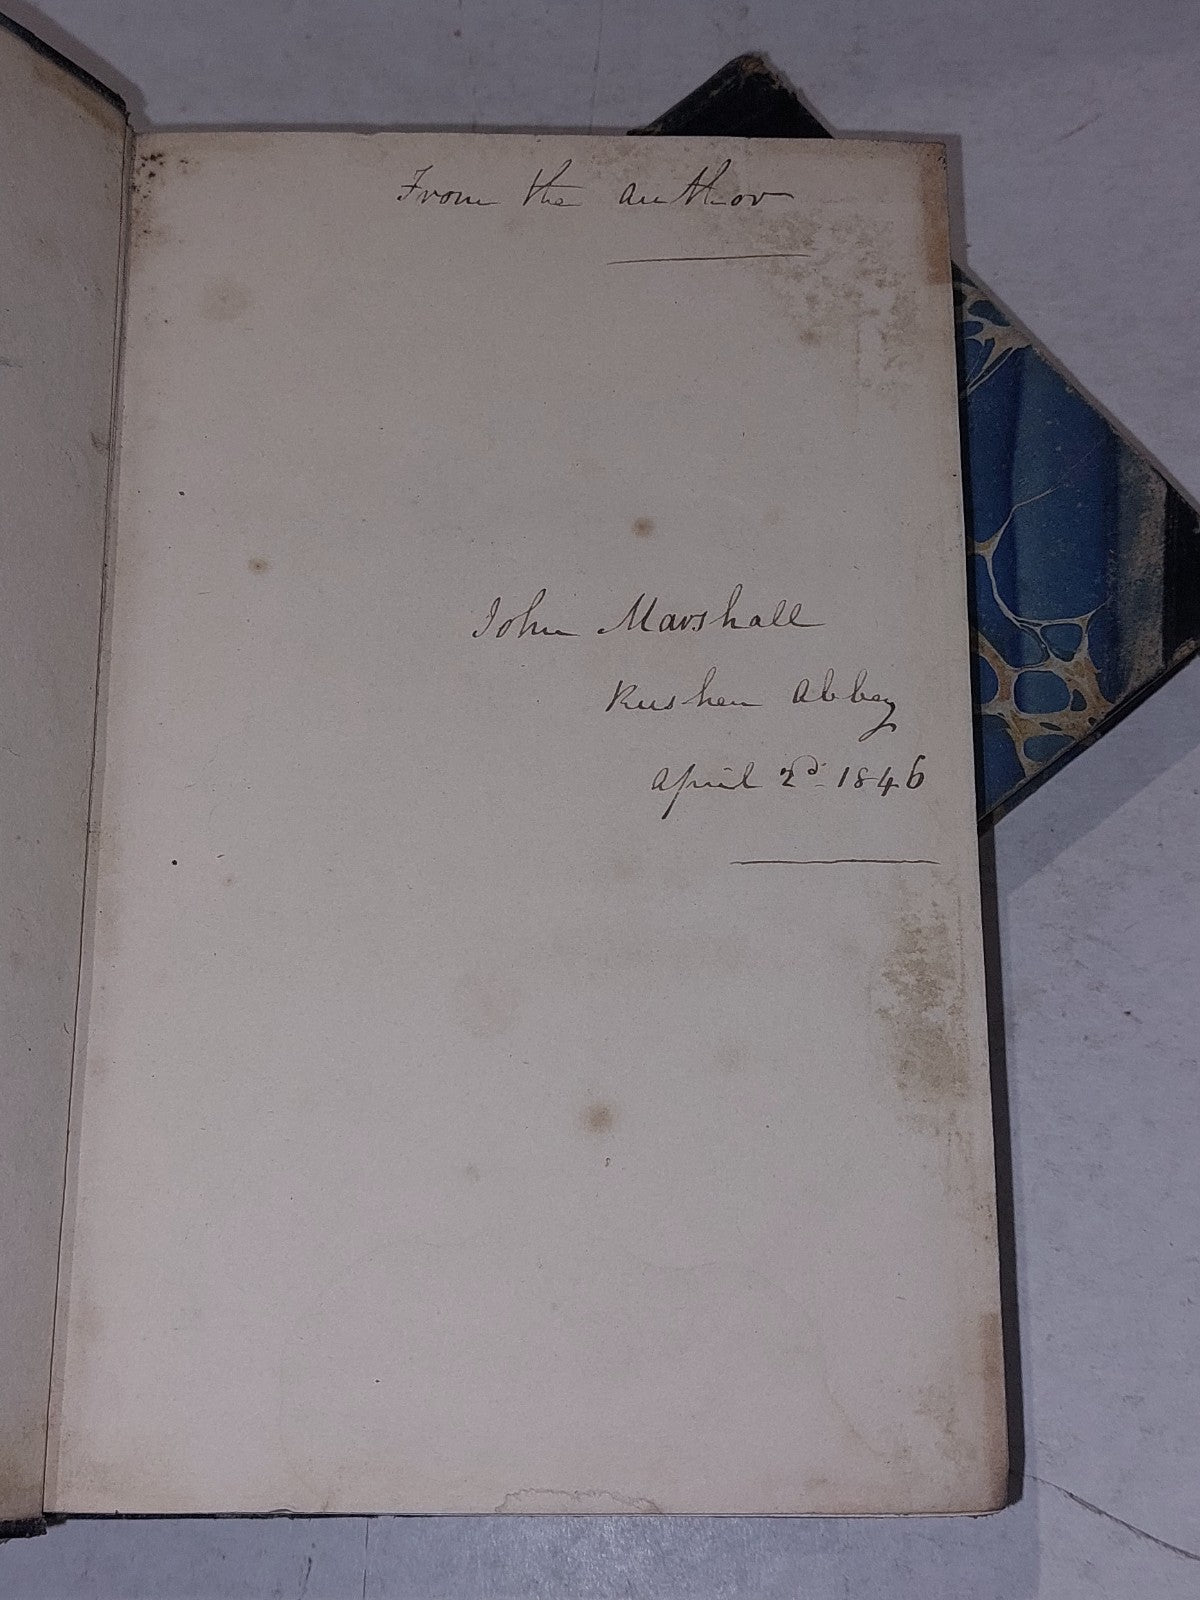 From the author
John Marshall
Rushen Abbey
April 2d. 1846